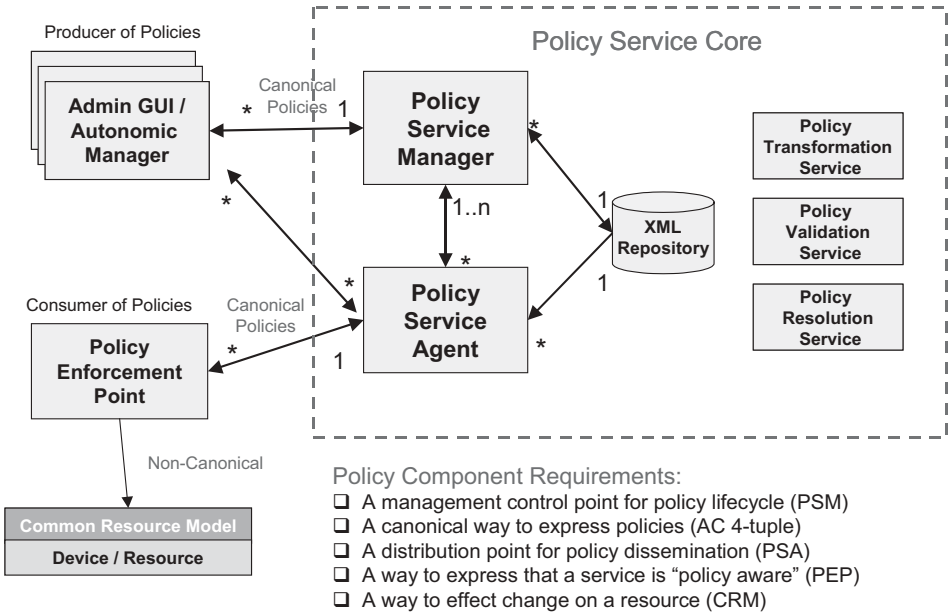 Producer of Policies
Policy Service Core
Admin GUI /
Autonomic
Manager
Canonical
Policies
*
1
Policy
Service
Manager
*
1..n
*
1
XML
Repository
1
*
Policy
Transformation
Service
Policy
Validation
Service
Policy
Resolution
Service
*
*
Policy
Service
Agent
Consumer of Policies
Canonical
Policies
*
1
Policy
Enforcement
Point
Non-Canonical
Common Resource Model
Device / Resource
Policy Component Requirements:
❑ A management control point for policy lifecycle (PSM)
❑ A canonical way to express policies (AC 4-tuple)
❑ A distribution point for policy dissemination (PSA)
❑ A way to express that a service is “policy aware” (PEP)
❑ A way to effect change on a resource (CRM)